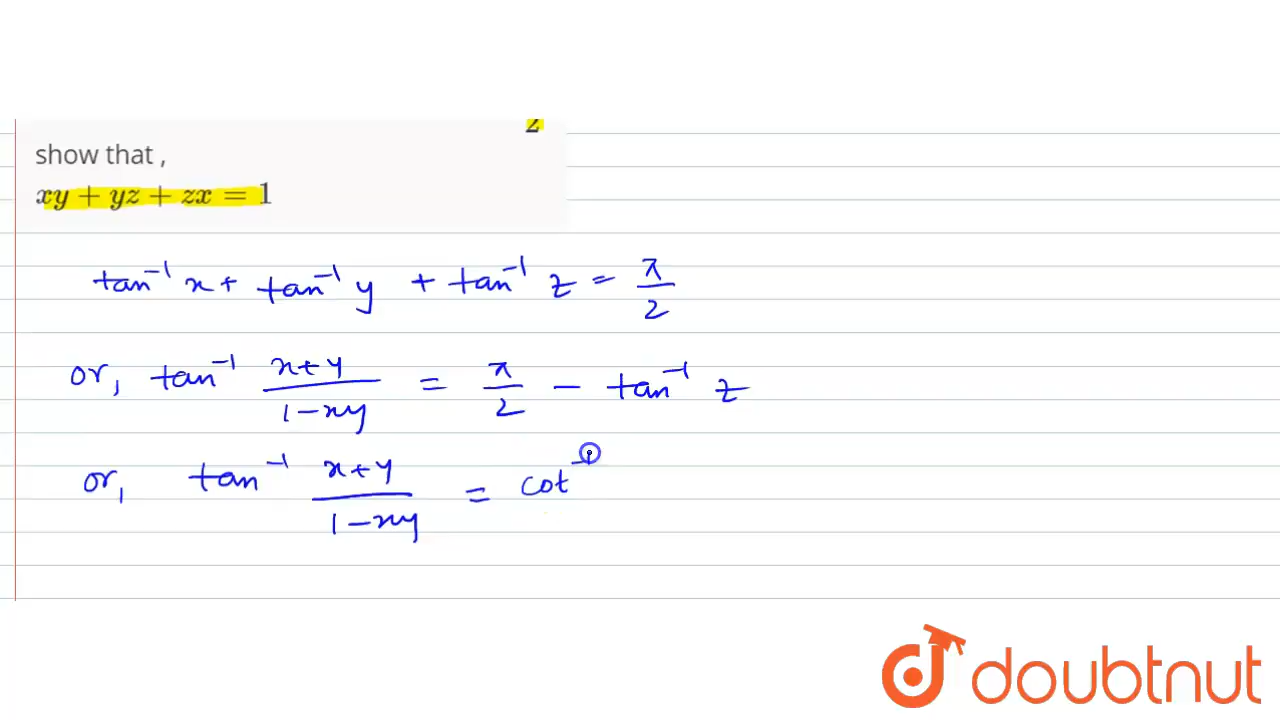 2
show that ,
xy + yz + zx = 1
tan⁻¹ x + tan⁻¹ y + tan⁻¹ z = π/2
or, tan⁻¹ (x+y)/(1-xy) = π/2 - tan⁻¹ z
or, tan⁻¹ (x+y)/(1-xy) = cot⁻¹
doubtnut